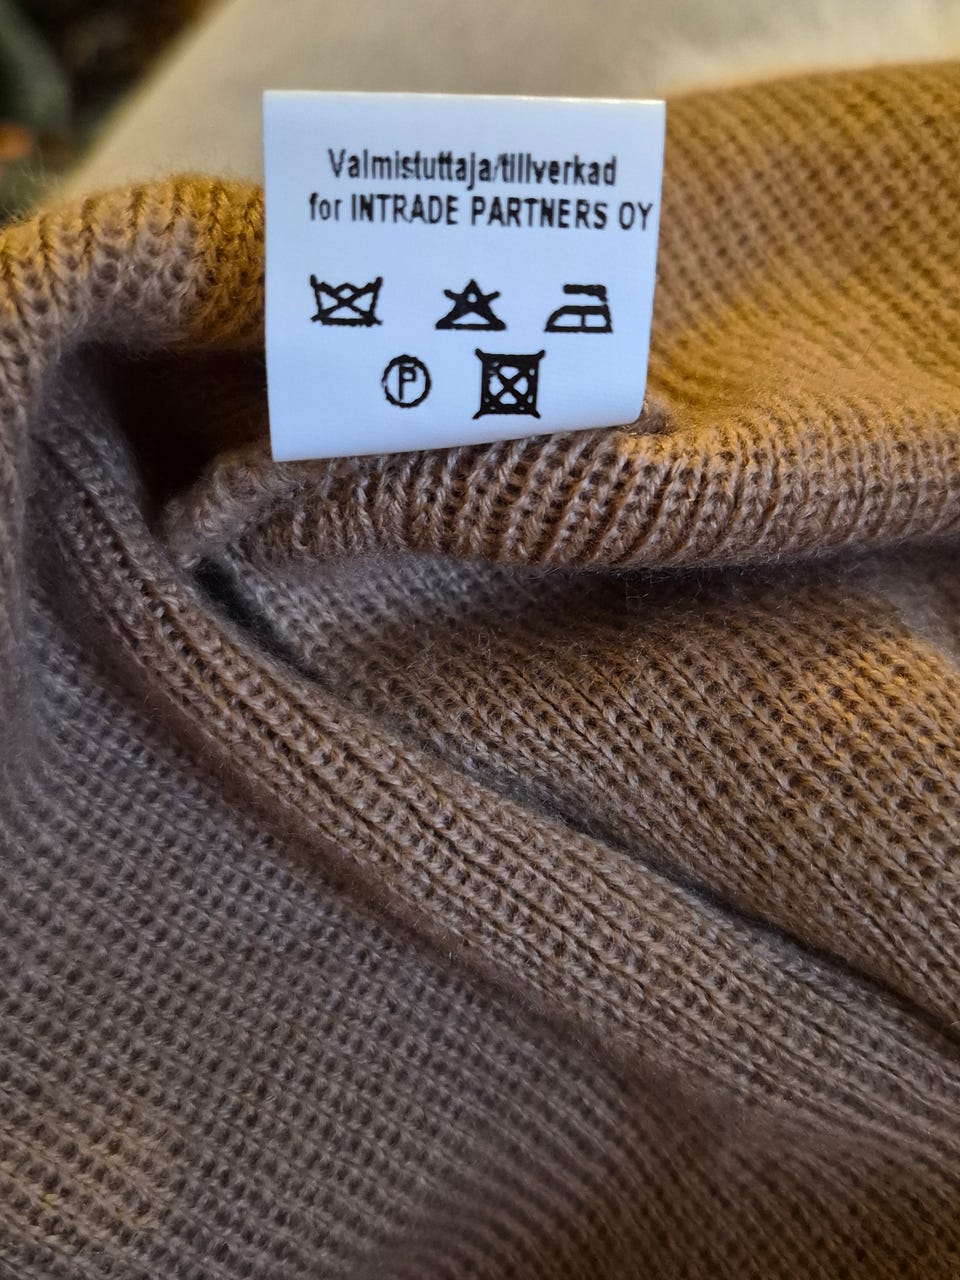 Valmistuttaja/tillverkad
for INTRADE PARTNERS OY
P